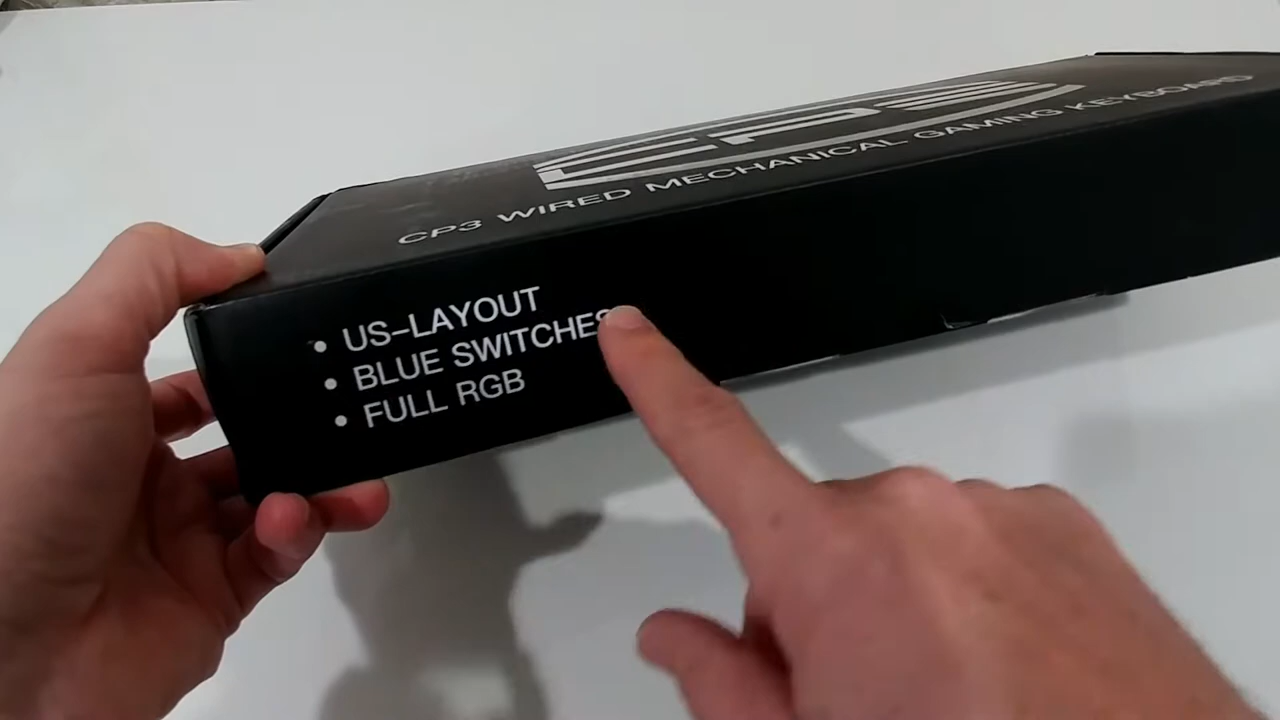 CP3
CP3 WIRED MECHANICAL GAMING KEYBOARD
• US-LAYOUT
• BLUE SWITCHES
• FULL RGB